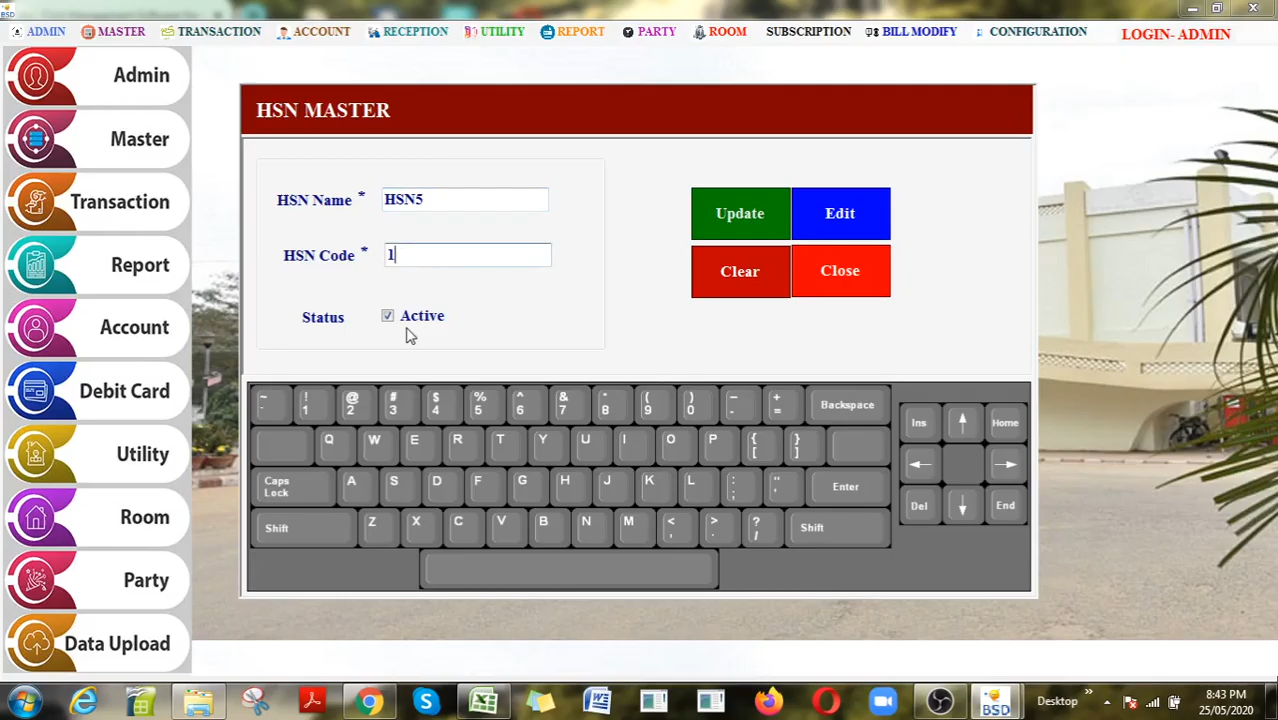 BSD
ADMIN MASTER TRANSACTION ACCOUNT RECEPTION UTILITY REPORT PARTY ROOM SUBSCRIPTION BILL MODIFY CONFIGURATION LOGIN- ADMIN
Admin
Master
Transaction
Report
Account
Debit Card
Utility
Room
Party
Data Upload
HSN MASTER
HSN Name * HSN5
HSN Code * 1
Status Active
Update Edit
Clear Close
~ ! @ # $ % ^ & * ( ) _ +
` 1 2 3 4 5 6 7 8 9 0 - = Backspace
Q W E R T Y U I O P { }
[ ]
Caps Lock A S D F G H J K L : "
; ' Enter
Shift Z X C V B N M < > ? Shift
, . /
Ins Home
Del End
BSD
Desktop
8:43 PM
25/05/2020